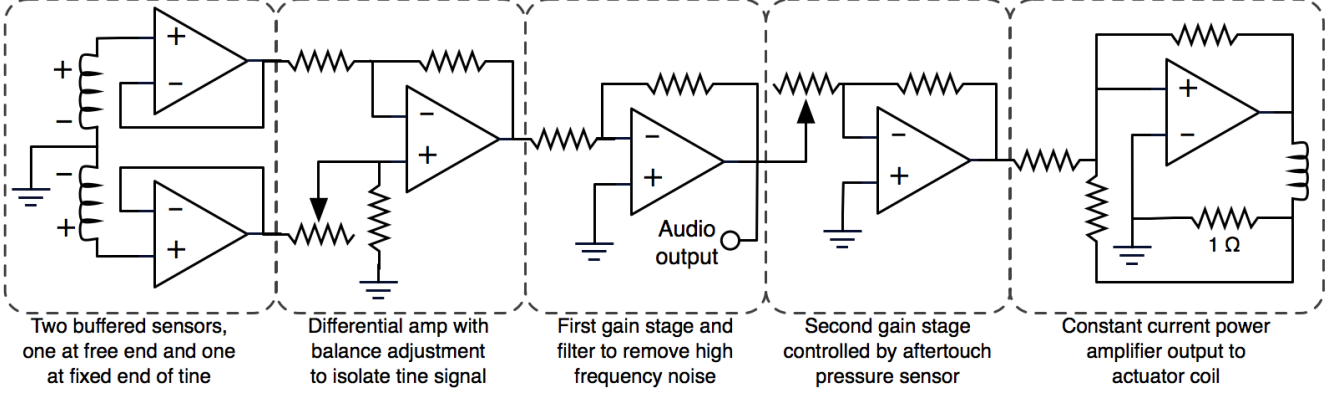 +
−
+
−
−
+
−
+
−
+
−
+
Audio
output
−
+
+
−
1 Ω
Two buffered sensors,
one at free end and one
at fixed end of tine
Differential amp with
balance adjustment
to isolate tine signal
First gain stage and
filter to remove high
frequency noise
Second gain stage
controlled by aftertouch
pressure sensor
Constant current power
amplifier output to
actuator coil